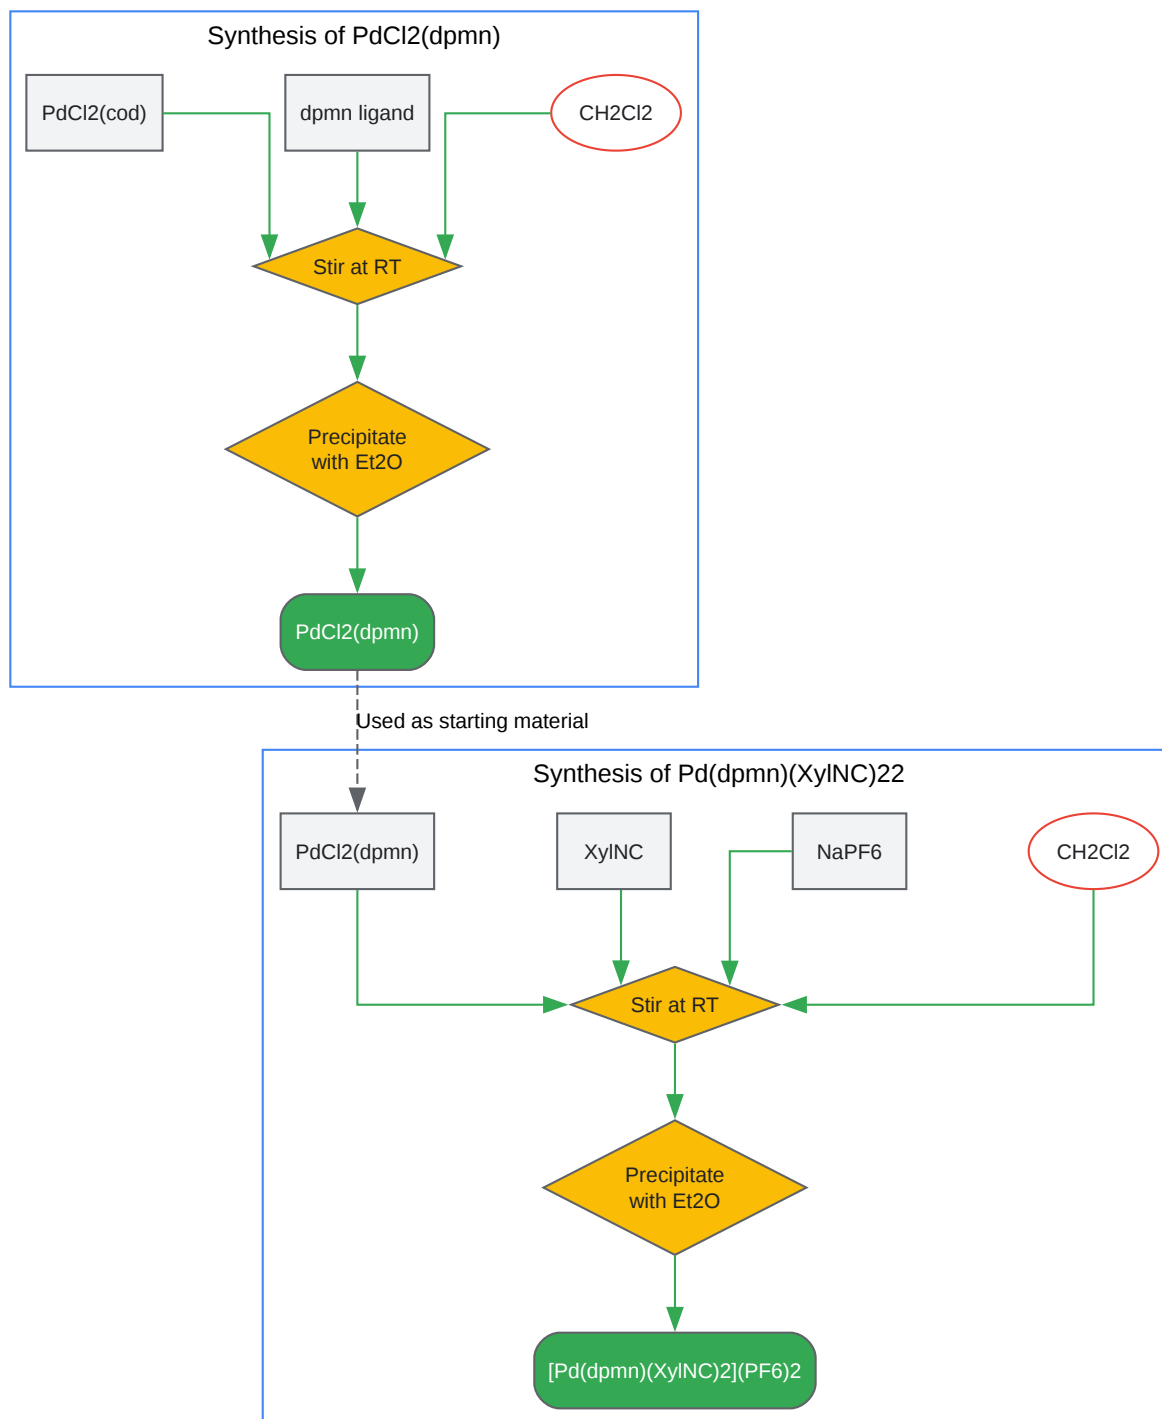 Synthesis of PdCl2(dpmn)
PdCl2(cod)
dpmn ligand
CH2Cl2
Stir at RT
Precipitate
with Et2O
PdCl2(dpmn)
Used as starting material
Synthesis of Pd(dpmn)(XylNC)22
PdCl2(dpmn)
XylNC
NaPF6
CH2Cl2
Stir at RT
Precipitate
with Et2O
[Pd(dpmn)(XylNC)2](PF6)2